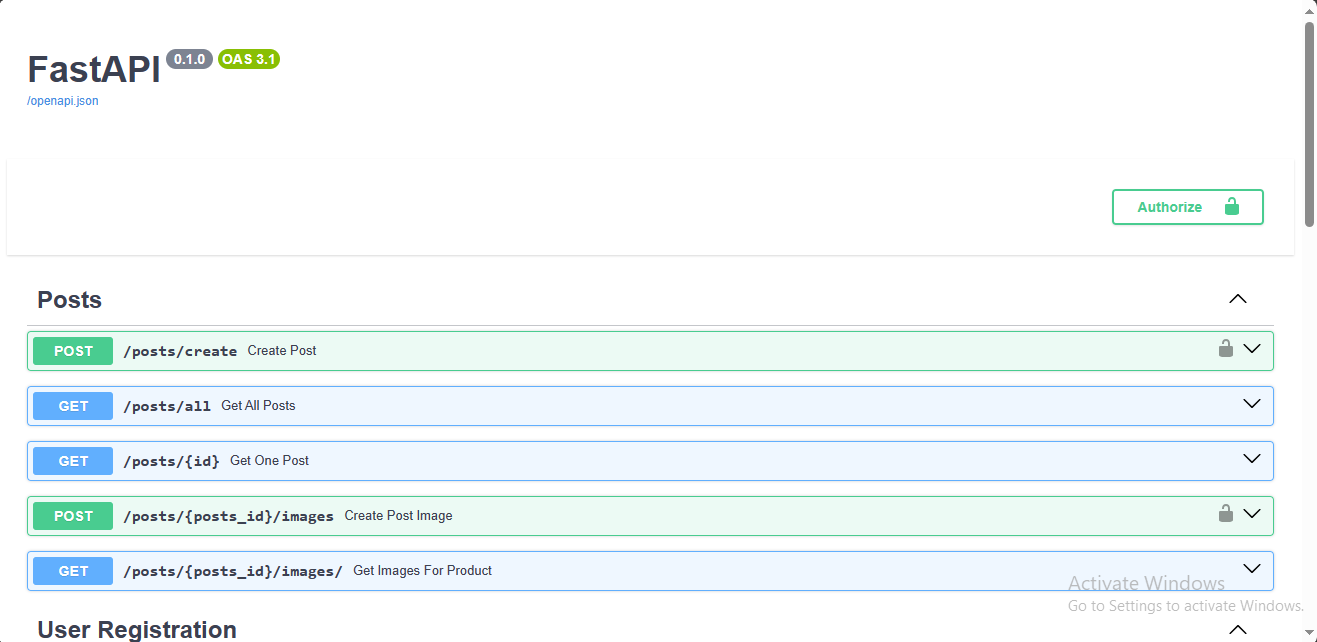 FastAPI 0.1.0 OAS 3.1
/openapi.json
Authorize
Posts
POST /posts/create Create Post
GET /posts/all Get All Posts
GET /posts/{id} Get One Post
POST /posts/{posts_id}/images Create Post Image
GET /posts/{posts_id}/images/ Get Images For Product
Activate Windows
Go to Settings to activate Windows.
User Registration